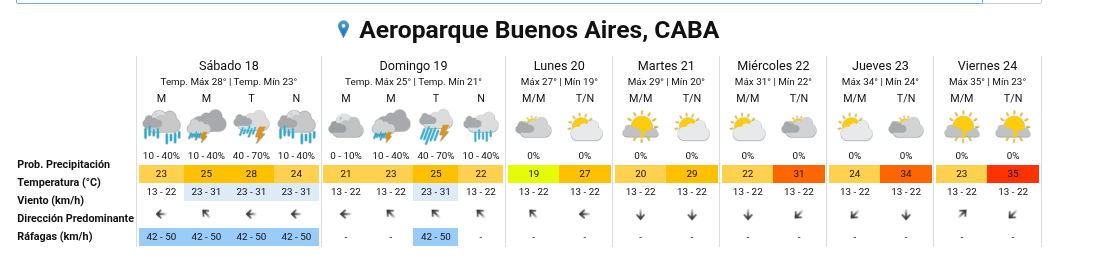 Aeroparque Buenos Aires, CABA
Sábado 18 Domingo 19 Lunes 20 Martes 21 Miércoles 22 Jueves 23 Viernes 24
Temp. Máx 28° | Temp. Mín 23° Temp. Máx 25° | Temp. Mín 21° Máx 27° | Mín 19° Máx 29° | Mín 20° Máx 31° | Mín 22° Máx 34° | Mín 24° Máx 35° | Mín 23°
M M T N M M T N M/M T/N M/M T/N M/M T/N M/M T/N M/M T/N
Prob. Precipitación 10 - 40% 10 - 40% 40 - 70% 10 - 40% 0 - 10% 10 - 40% 40 - 70% 10 - 40% 0% 0% 0% 0% 0% 0% 0% 0% 0% 0%
Temperatura (°C) 23 25 28 24 21 23 25 22 19 27 20 29 22 31 24 34 23 35
Viento (km/h) 13 - 22 23 - 31 23 - 31 23 - 31 13 - 22 13 - 22 23 - 31 13 - 22 13 - 22 13 - 22 13 - 22 13 - 22 13 - 22 13 - 22 13 - 22 13 - 22 13 - 22 13 - 22
Dirección Predominante
Ráfagas (km/h) 42 - 50 42 - 50 42 - 50 42 - 50 - - 42 - 50 - - - - - - - - - - -